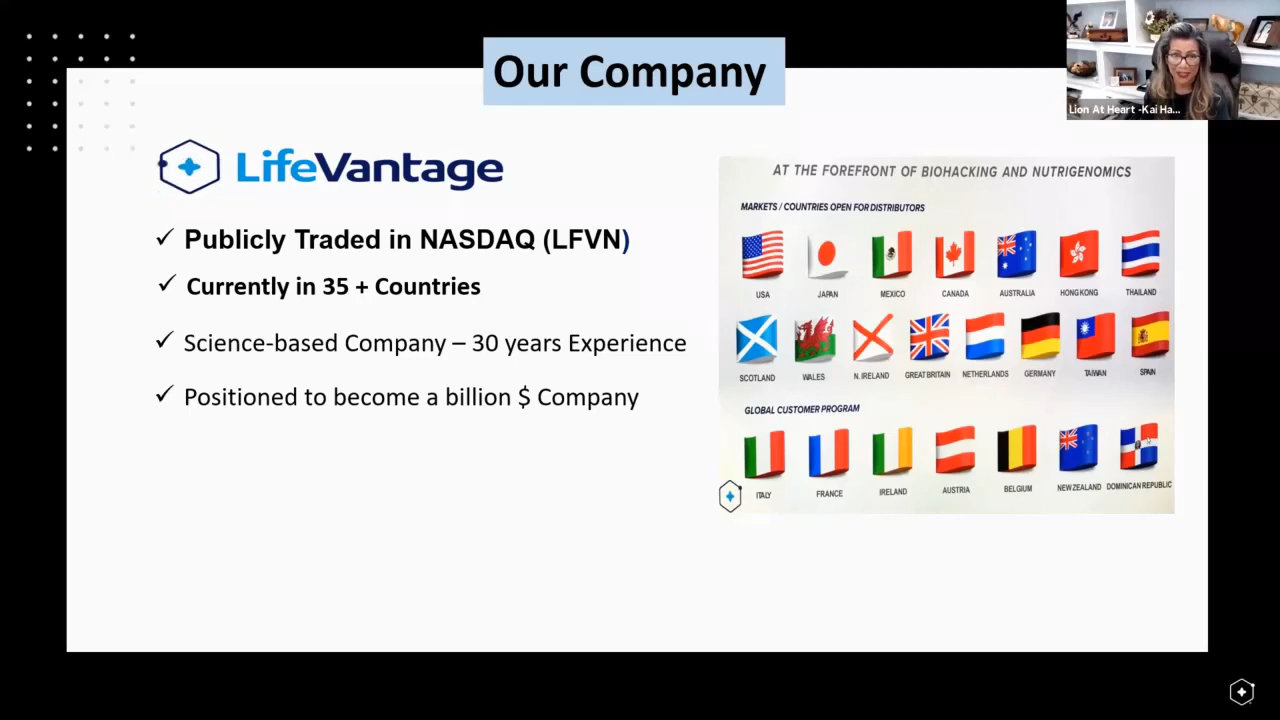 Our Company
Lion At Heart -Kai Ha...
LifeVantage
✓ Publicly Traded in NASDAQ (LFVN)
✓ Currently in 35 + Countries
✓ Science-based Company – 30 years Experience
✓ Positioned to become a billion $ Company
AT THE FOREFRONT OF BIOHACKING AND NUTRIGENOMICS
MARKETS / COUNTRIES OPEN FOR DISTRIBUTORS
USA JAPAN MEXICO CANADA AUSTRALIA HONG KONG THAILAND
SCOTLAND WALES N. IRELAND GREAT BRITAIN NETHERLANDS GERMANY TAIWAN SPAIN
GLOBAL CUSTOMER PROGRAM
ITALY FRANCE IRELAND AUSTRIA BELGIUM NEW ZEALAND DOMINICAN REPUBLIC